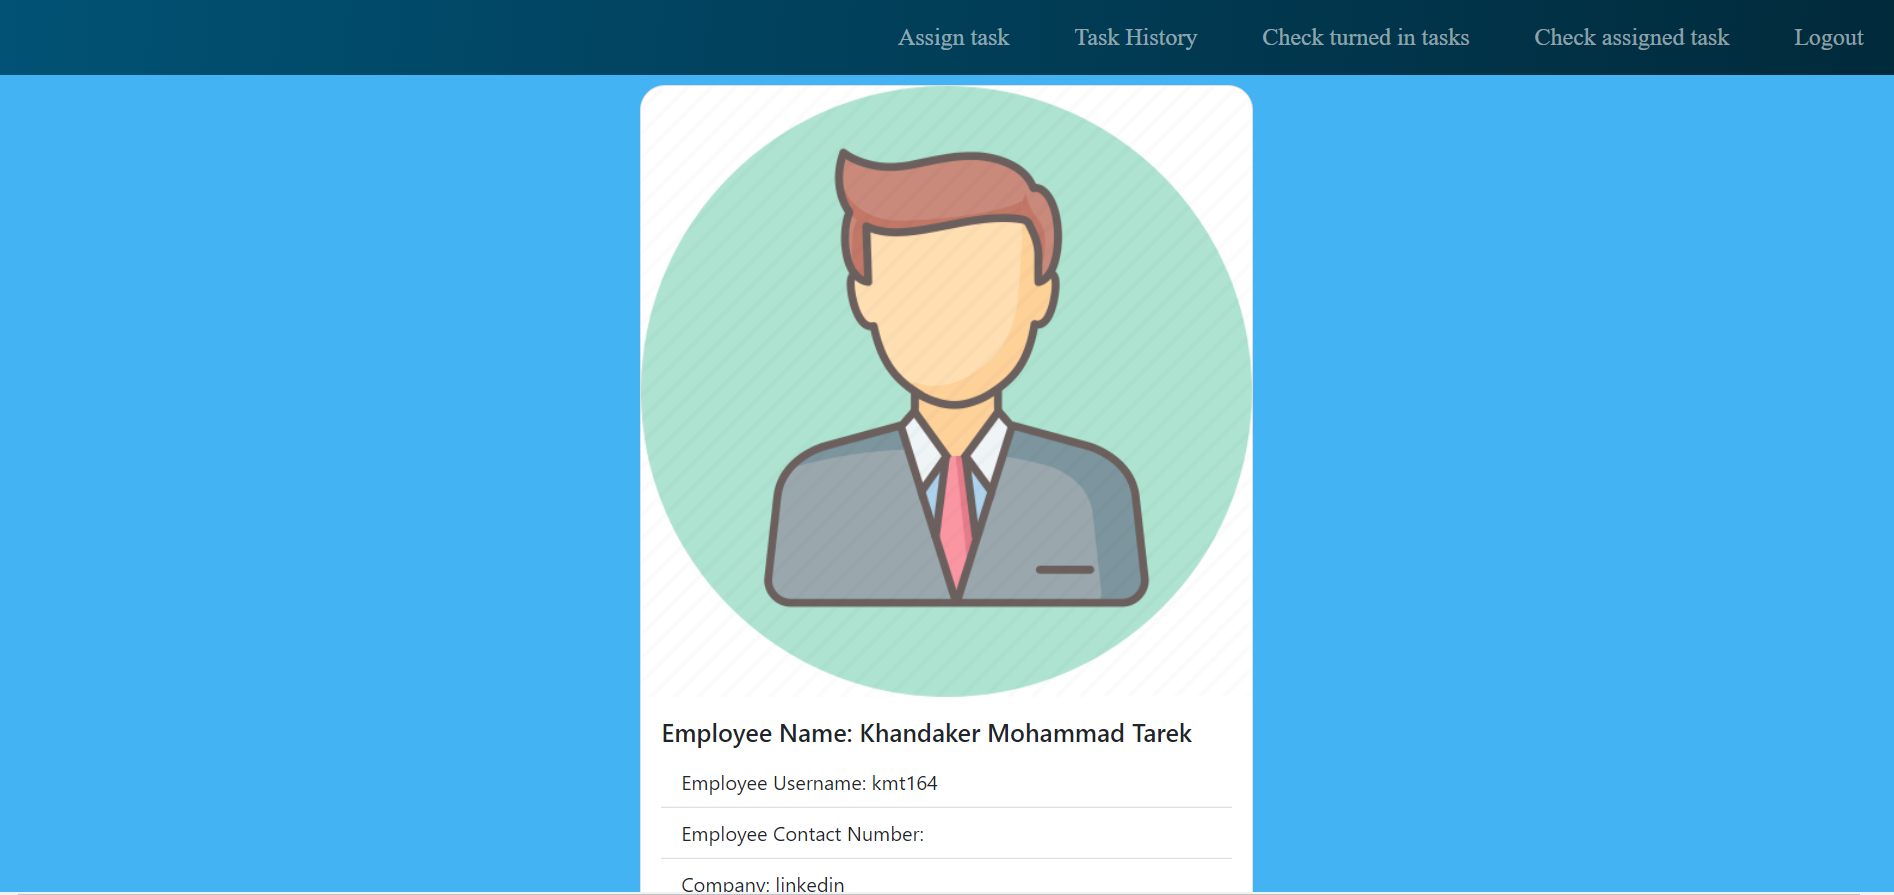 Assign task Task History Check turned in tasks Check assigned task Logout
Employee Name: Khandaker Mohammad Tarek
Employee Username: kmt164
Employee Contact Number:
Company: linkedin